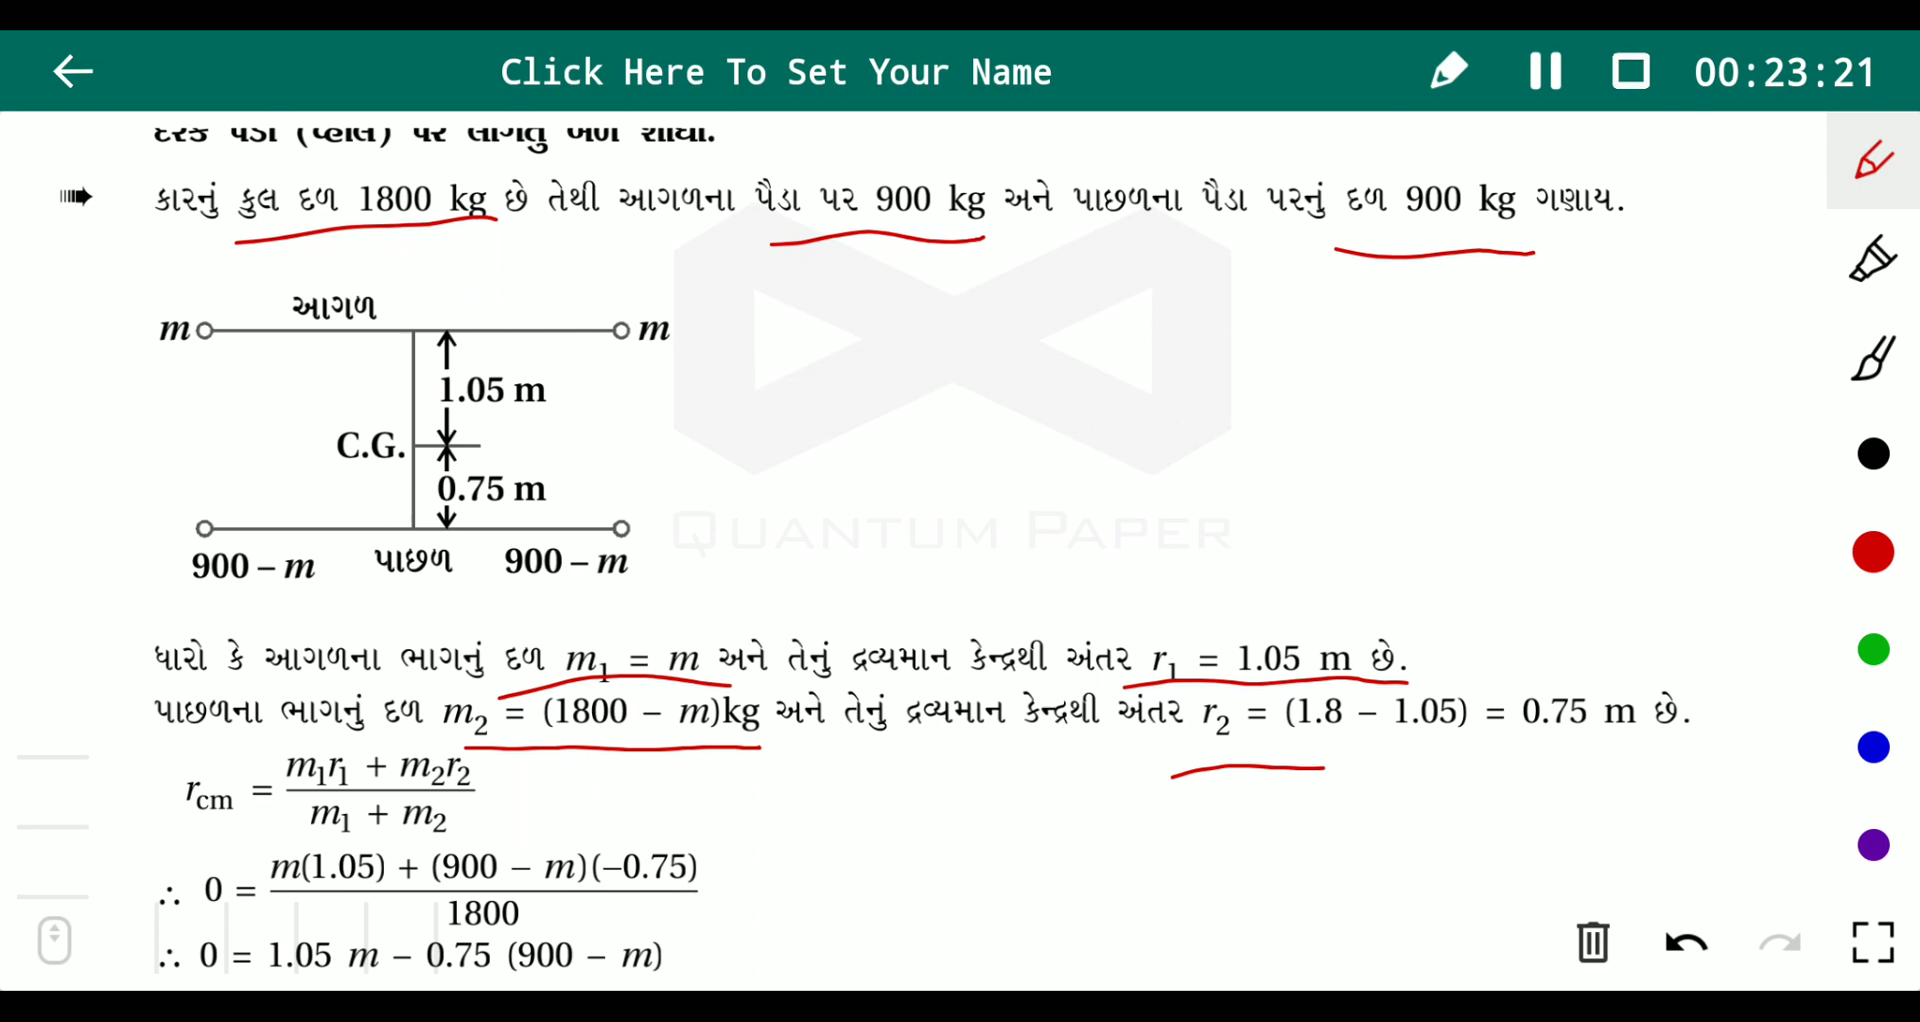 Click Here To Set Your Name
00:23:21
દરેક પૈડા (વ્હીલ) પર લાગતું બળ શોધો.
કારનું કુલ દળ 1800 kg છે તેથી આગળના પૈડા પર 900 kg અને પાછળના પૈડા પરનું દળ 900 kg ગણાય.
આગળ
m m
1.05 m
C.G.
0.75 m
900 – m પાછળ 900 – m
QUANTUM PAPER
ધારો કે આગળના ભાગનું દળ m₁ = m અને તેનું દ્રવ્યમાન કેન્દ્રથી અંતર r₁ = 1.05 m છે.
પાછળના ભાગનું દળ m₂ = (1800 – m)kg અને તેનું દ્રવ્યમાન કેન્દ્રથી અંતર r₂ = (1.8 – 1.05) = 0.75 m છે.
r_cm = (m₁r₁ + m₂r₂) / (m₁ + m₂)
∴ 0 = (m(1.05) + (900 – m)(–0.75)) / 1800
∴ 0 = 1.05 m – 0.75 (900 – m)